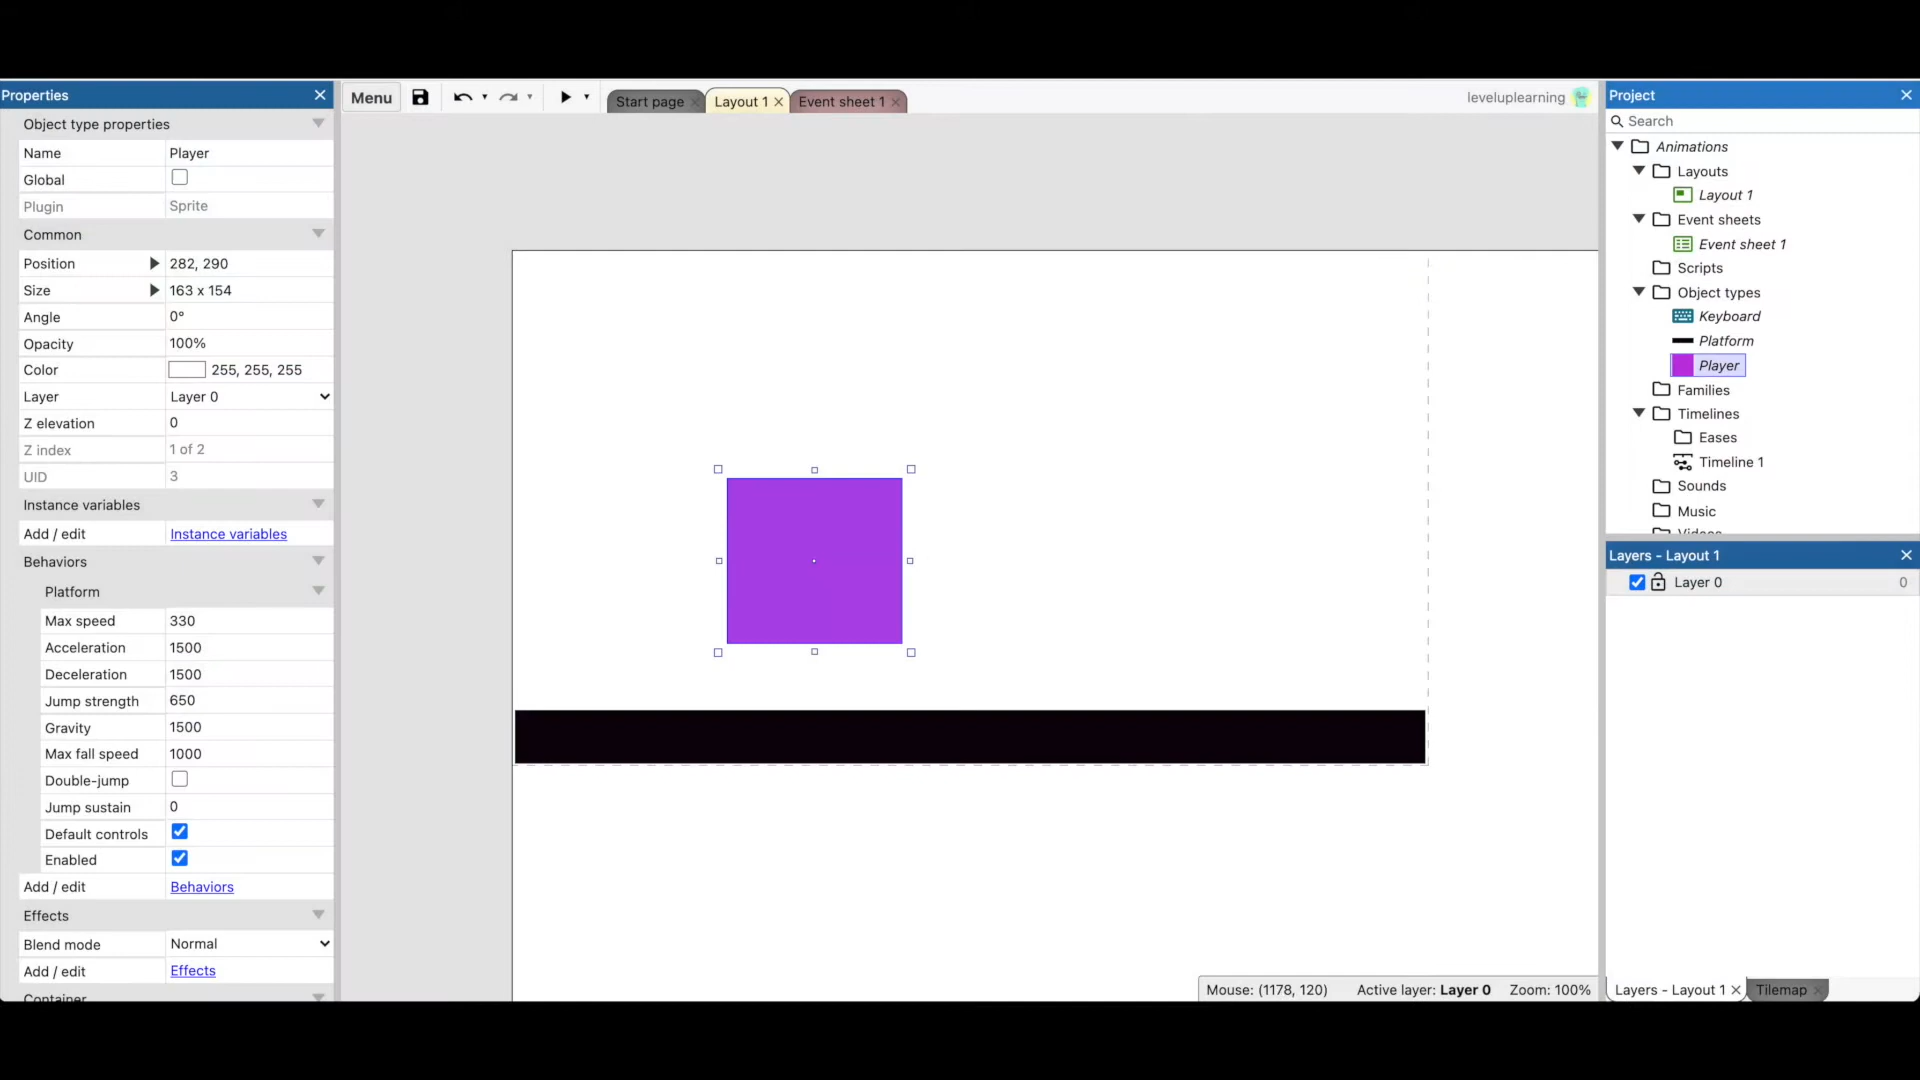 Properties
Object type properties
Name Player
Global
Plugin Sprite
Common
Position 282, 290
Size 163 x 154
Angle 0°
Opacity 100%
Color 255, 255, 255
Layer Layer 0
Z elevation 0
Z index 1 of 2
UID 3
Instance variables
Add / edit Instance variables
Behaviors
Platform
Max speed 330
Acceleration 1500
Deceleration 1500
Jump strength 650
Gravity 1500
Max fall speed 1000
Double-jump
Jump sustain 0
Default controls
Enabled
Add / edit Behaviors
Effects
Blend mode Normal
Add / edit Effects
Container
Menu
Start page
Layout 1
Event sheet 1
leveluplearning
Mouse: (1178, 120) Active layer: Layer 0 Zoom: 100%
Project
Search
Animations
Layouts
Layout 1
Event sheets
Event sheet 1
Scripts
Object types
Keyboard
Platform
Player
Families
Timelines
Eases
Timeline 1
Sounds
Music
Videos
Layers - Layout 1
Layer 0 0
Layers - Layout 1
Tilemap